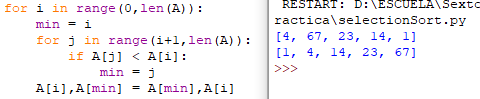 for i in range(0,len(A)):
    min = i
    for j in range(i+1,len(A)):
        if A[j] < A[i]:
            min = j
    A[i],A[min] = A[min],A[i]
RESTART: D:\ESCUELA\Sexto
ractica\selectionSort.py
[4, 67, 23, 14, 1]
[1, 4, 14, 23, 67]
>>>